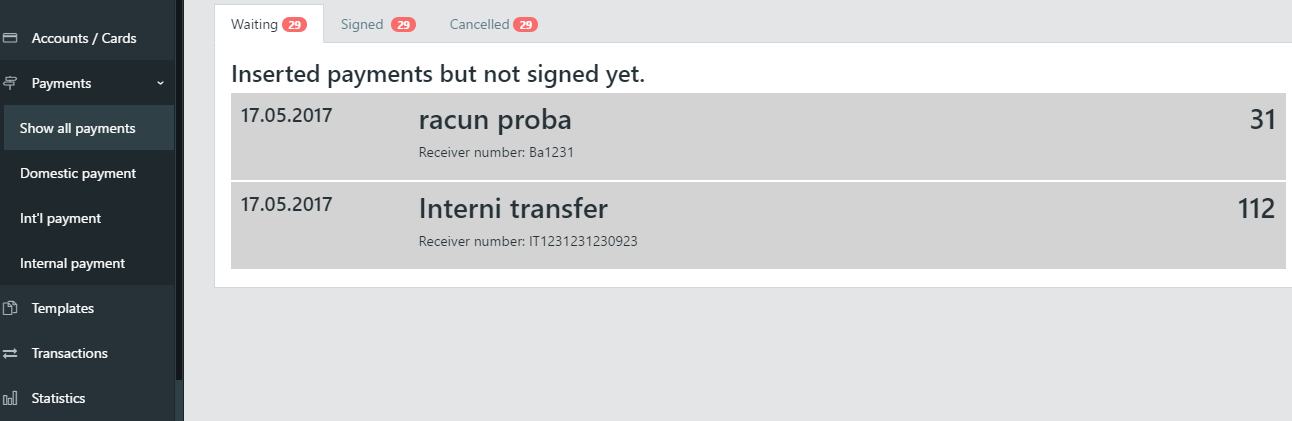 Accounts / Cards
Payments
Show all payments
Domestic payment
Int'l payment
Internal payment
Templates
Transactions
Statistics
Waiting 29 Signed 29 Cancelled 29
Inserted payments but not signed yet.
17.05.2017 racun proba 31
Receiver number: Ba1231
17.05.2017 Interni transfer 112
Receiver number: IT1231231230923